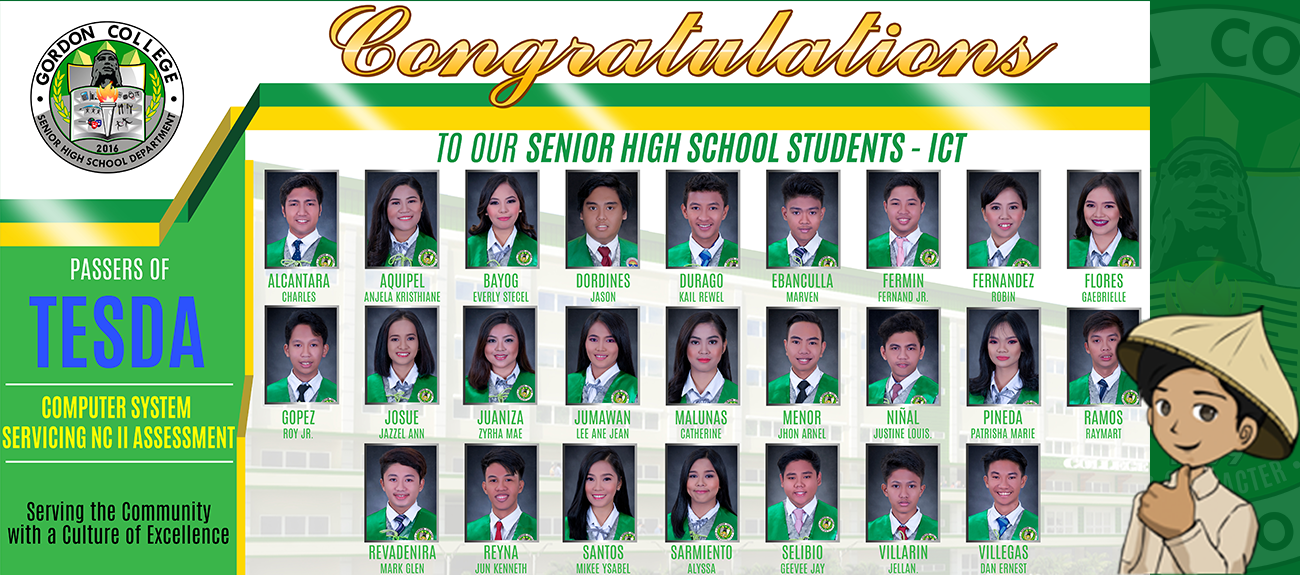 GORDON COLLEGE
2016
SENIOR HIGH SCHOOL DEPARTMENT
Congratulations
TO OUR SENIOR HIGH SCHOOL STUDENTS - ICT
PASSERS OF
TESDA
COMPUTER SYSTEM
SERVICING NC II ASSESSMENT
Serving the Community
with a Culture of Excellence
ALCANTARA
CHARLES
AQUIPEL
ANJELA KRISTHIANE
BAYOG
EVERLY STECEL
DORDINES
JASON
DURAGO
KAIL REWEL
EBANCULLA
MARVEN
FERMIN
FERNAND JR.
FERNANDEZ
ROBIN
FLORES
GAEBRIELLE
GOPEZ
ROY JR.
JOSUE
JAZZEL ANN
JUANIZA
ZYRHA MAE
JUMAWAN
LEE ANE JEAN
MALUNAS
CATHERINE
MENOR
JHON ARNEL
NIÑAL
JUSTINE LOUIS.
PINEDA
PATRISHA MARIE
RAMOS
RAYMART
REVADENIRA
MARK GLEN
REYNA
JUN KENNETH
SANTOS
MIKEE YSABEL
SARMIENTO
ALYSSA
SELIBIO
GEEVEE JAY
VILLARIN
JELLAN.
VILLEGAS
DAN ERNEST